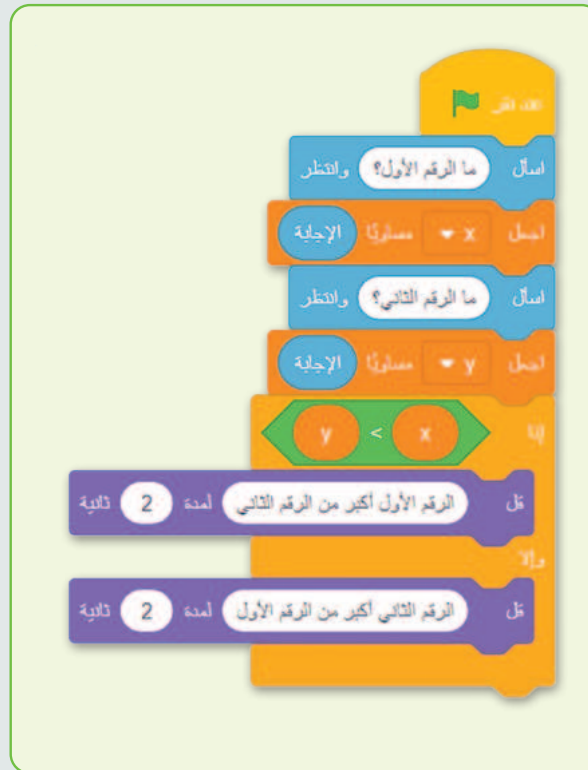 عند نقر
اسأل ما الرقم الأول؟ وانتظر
اجعل x مساويًا الإجابة
اسأل ما الرقم الثاني؟ وانتظر
اجعل y مساويًا الإجابة
إذا y < x
قل الرقم الأول أكبر من الرقم الثاني لمدة 2 ثانية
وإلا
قل الرقم الثاني أكبر من الرقم الأول لمدة 2 ثانية